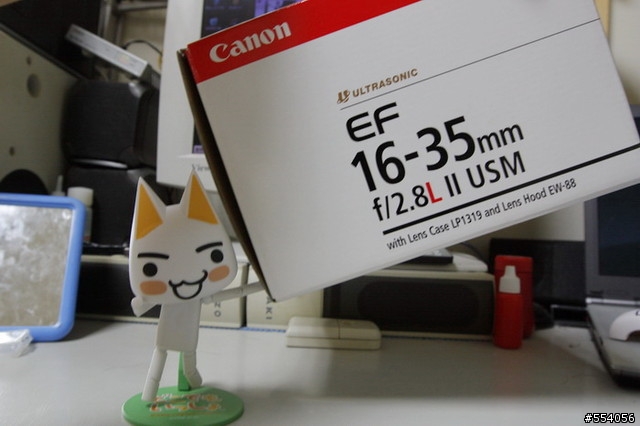 Canon
ULTRASONIC
EF
16-35mm
f/2.8L II USM
with Lens Case LP1319 and Lens Hood EW-88
#554056